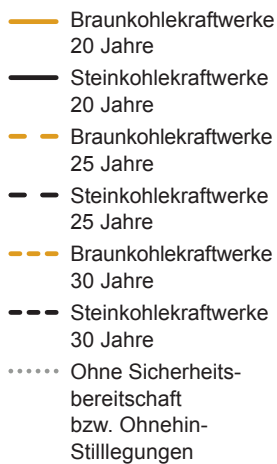 Braunkohlekraftwerke
20 Jahre
Steinkohlekraftwerke
20 Jahre
Braunkohlekraftwerke
25 Jahre
Steinkohlekraftwerke
25 Jahre
Braunkohlekraftwerke
30 Jahre
Steinkohlekraftwerke
30 Jahre
Ohne Sicherheits-
bereitschaft
bzw. Ohnehin-
Stilllegungen